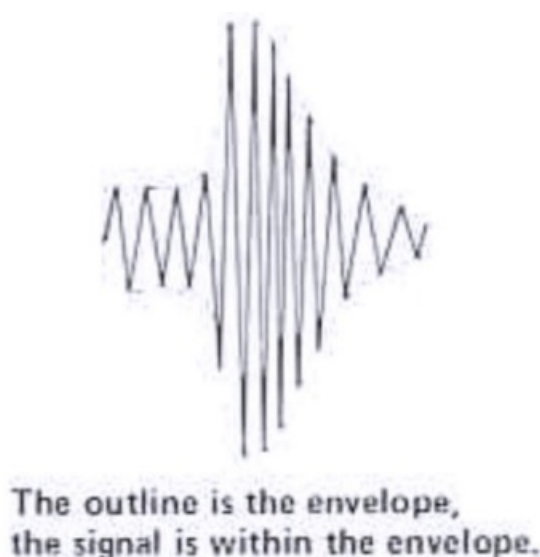 The outline is the envelope,
the signal is within the envelope.